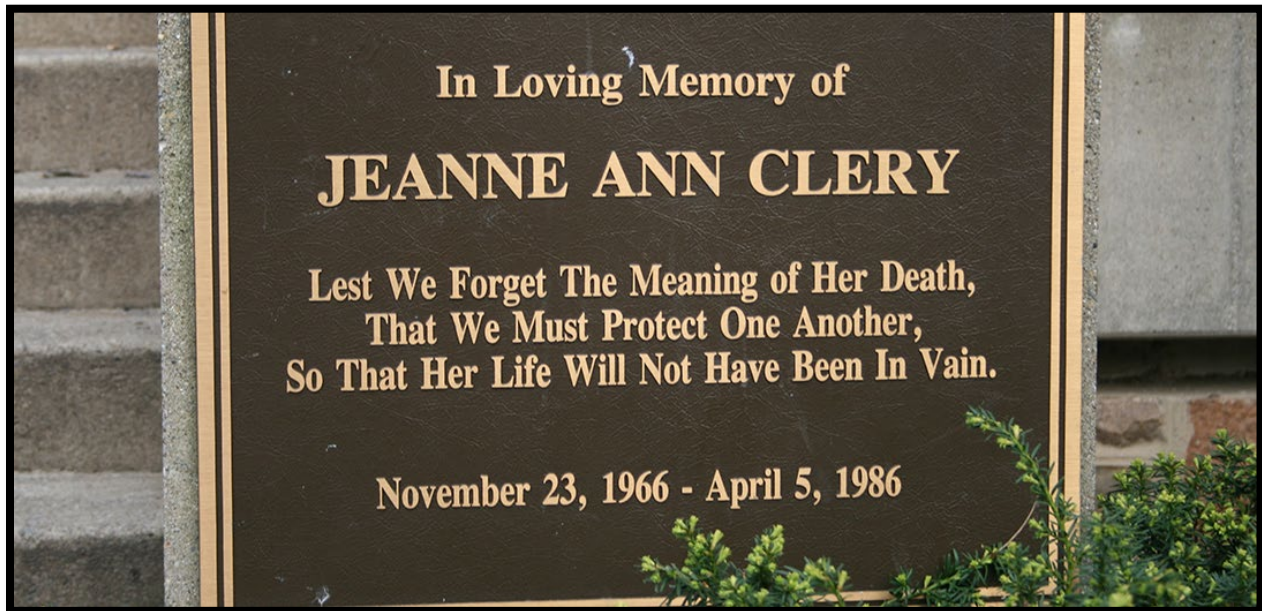 In Loving Memory of
JEANNE ANN CLERY
Lest We Forget The Meaning of Her Death,
That We Must Protect One Another,
So That Her Life Will Not Have Been In Vain.
November 23, 1966 - April 5, 1986